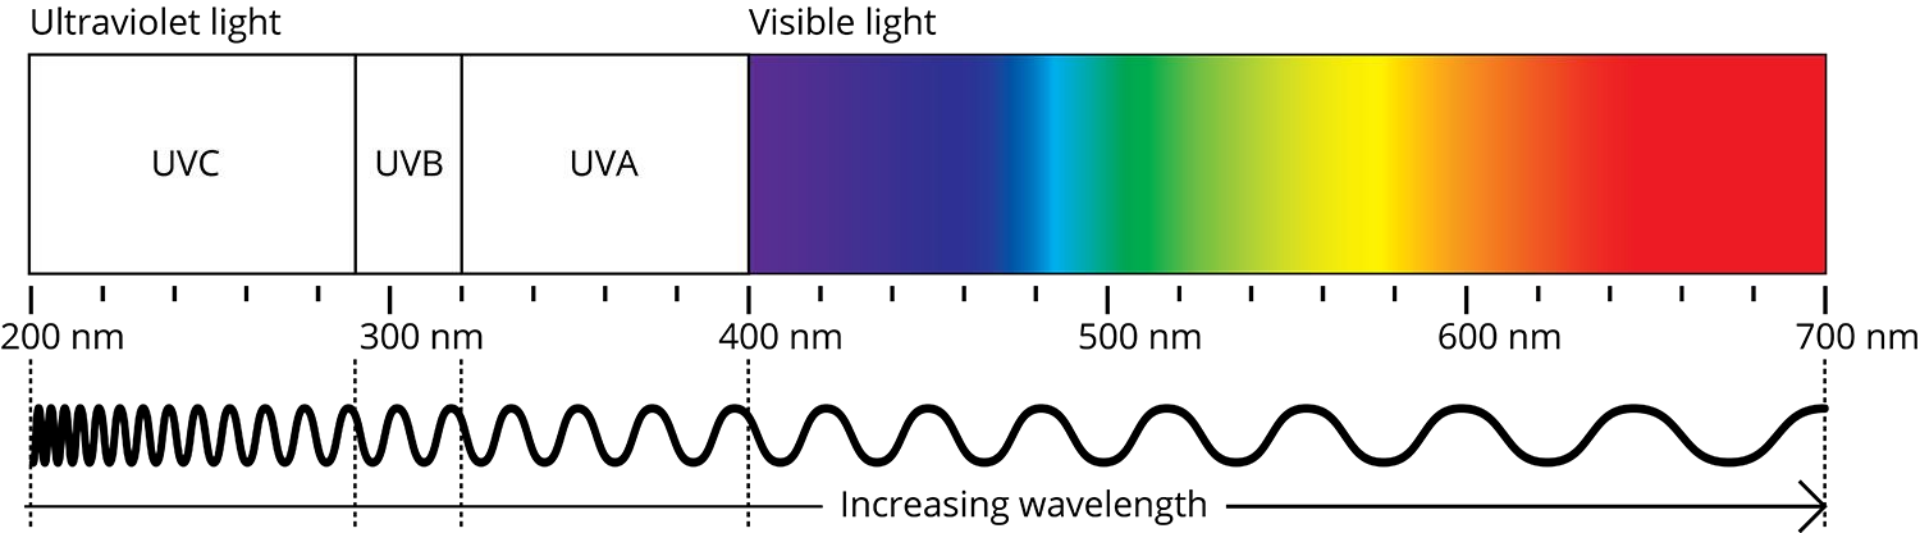 Ultraviolet light
Visible light
UVC
UVB
UVA
200 nm
300 nm
400 nm
500 nm
600 nm
700 nm
Increasing wavelength